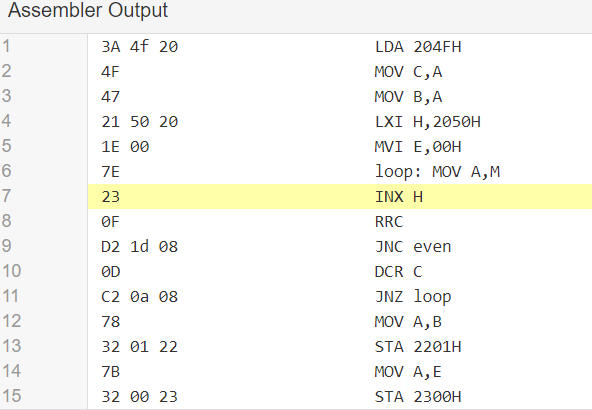 Assembler Output
1 3A 4f 20 LDA 204FH
2 4F MOV C,A
3 47 MOV B,A
4 21 50 20 LXI H,2050H
5 1E 00 MVI E,00H
6 7E loop: MOV A,M
7 23 INX H
8 0F RRC
9 D2 1d 08 JNC even
10 0D DCR C
11 C2 0a 08 JNZ loop
12 78 MOV A,B
13 32 01 22 STA 2201H
14 7B MOV A,E
15 32 00 23 STA 2300H